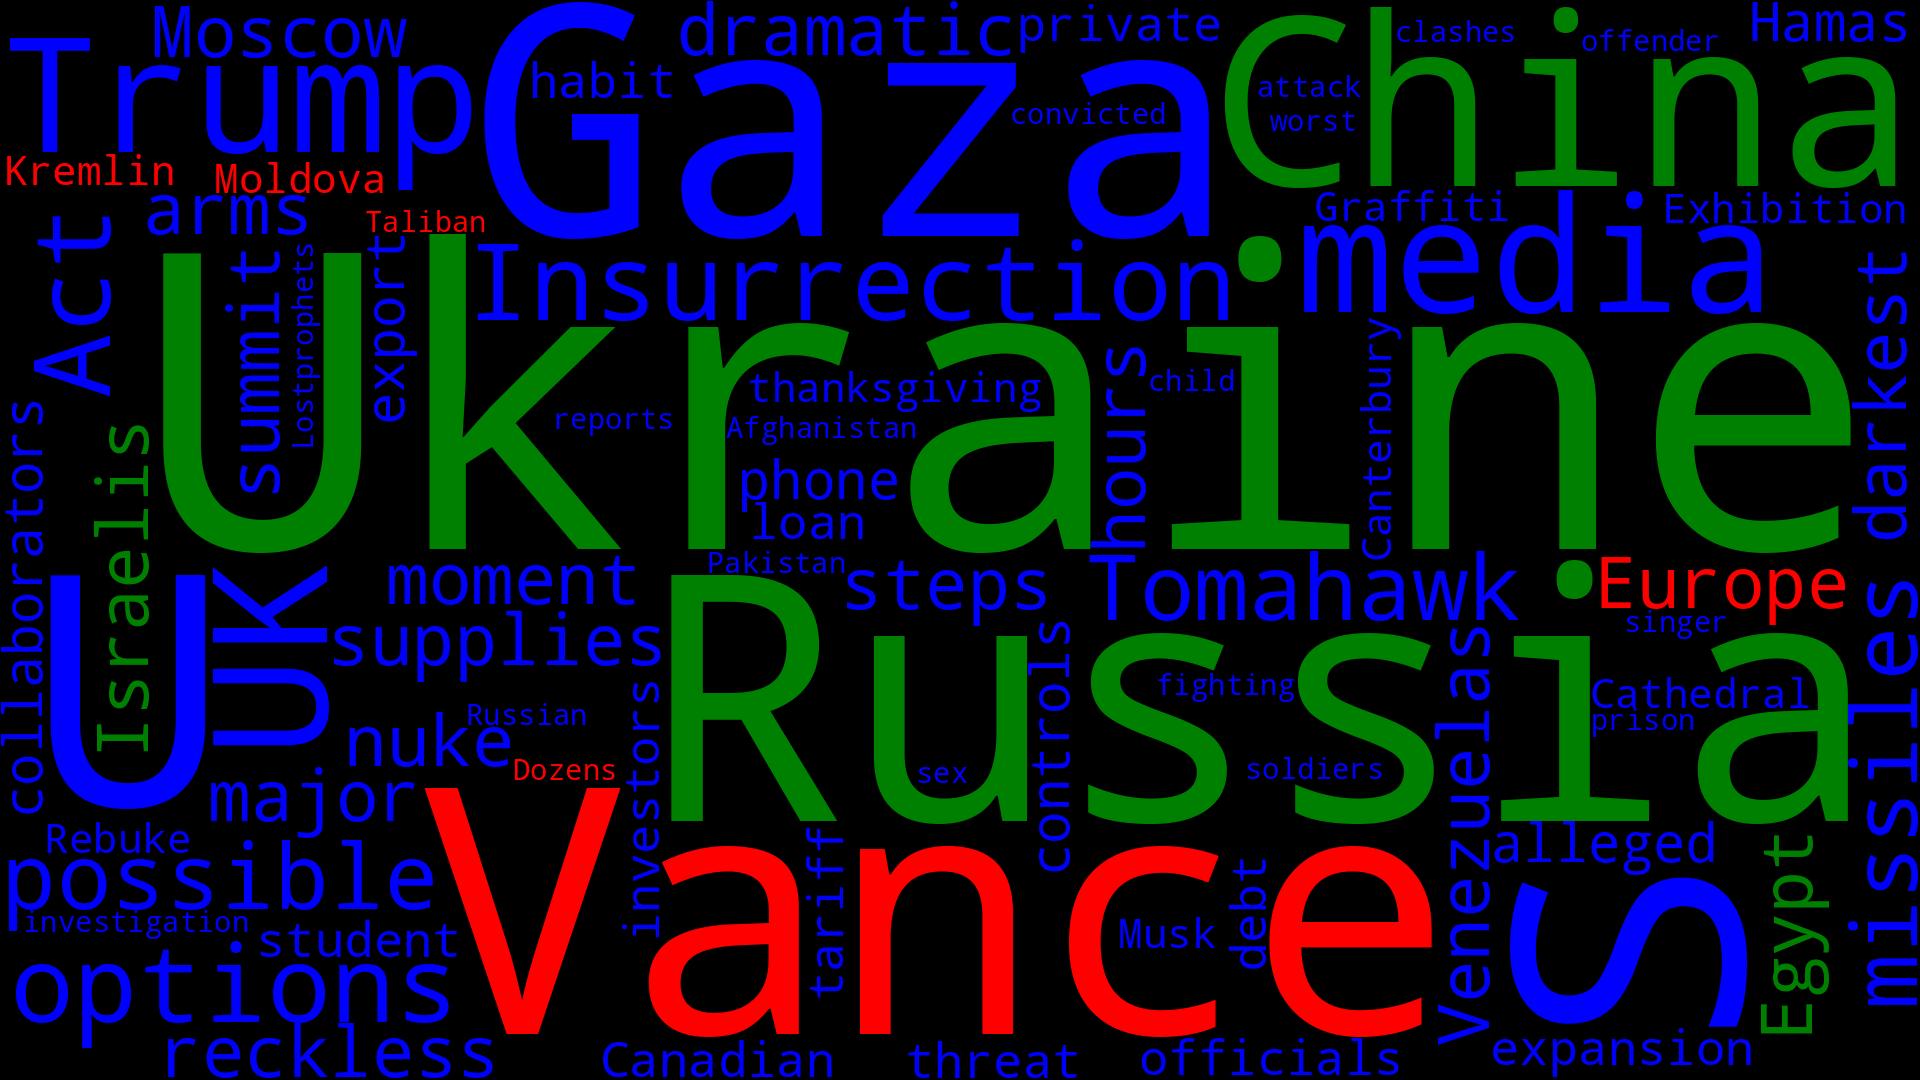 Moscow
Trump
Gaza
dramatic
private
China
clashes
offender
Hamas
habit
attack
convicted
worst
Kremlin
Moldova
Taliban
arms
Graffiti
Exhibition
Act
summit
Lostprophets
export
Insurrection
media
Ukraine
thanksgiving
reports
Afghanistan
hours
child
Canterbury
darkest
phone
loan
Pakistan
collaborators
Israelis
U
UK
moment
steps
Tomahawk
Europe
singer
supplies
Russia
controls
fighting
Venezuelas
Cathedral
prison
missiles
investors
Russian
nuke
Dozens
sex
soldiers
major
Rebuke
possible
Vance
tariff
debt
alleged
Egypt
S
investigation
student
Musk
options
reckless
Canadian
threat
officials
expansion